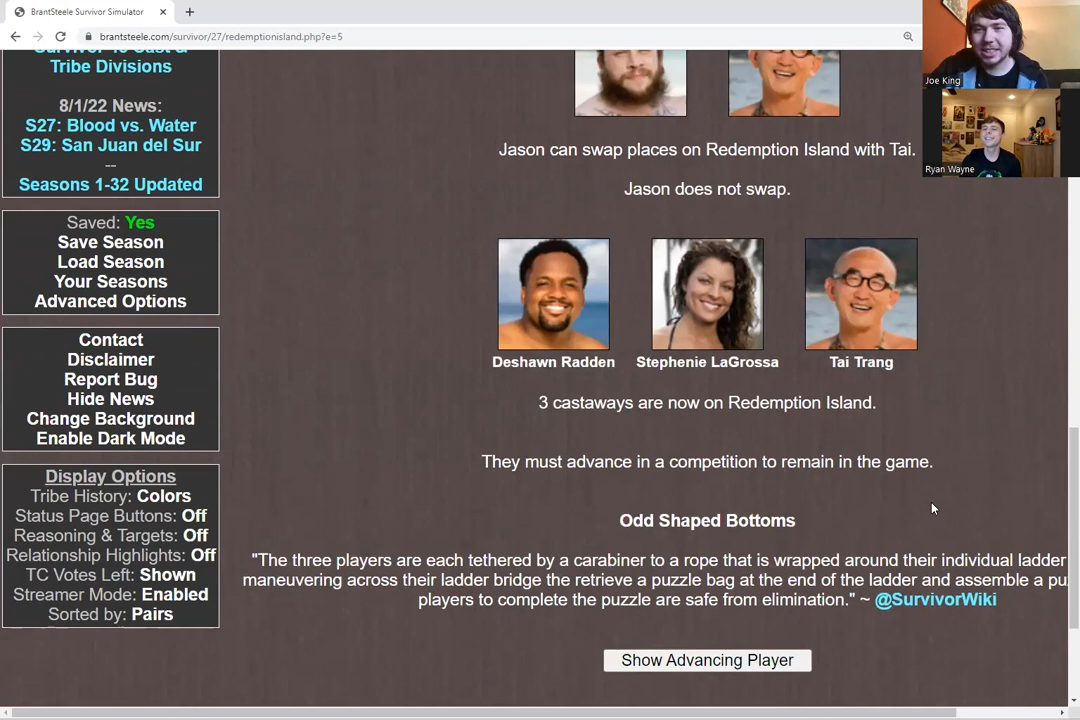 BrantSteele Survivor Simulator
brantsteele.com/survivor/27/redemptionisland.php?e=5
Joe King
Ryan Wayne
Tribe Divisions
8/1/22 News:
S27: Blood vs. Water
S29: San Juan del Sur
--
Seasons 1-32 Updated
Saved: Yes
Save Season
Load Season
Your Seasons
Advanced Options
Contact
Disclaimer
Report Bug
Hide News
Change Background
Enable Dark Mode
Display Options
Tribe History: Colors
Status Page Buttons: Off
Reasoning & Targets: Off
Relationship Highlights: Off
TC Votes Left: Shown
Streamer Mode: Enabled
Sorted by: Pairs
Jason can swap places on Redemption Island with Tai.
Jason does not swap.
Deshawn Radden Stephenie LaGrossa Tai Trang
3 castaways are now on Redemption Island.
They must advance in a competition to remain in the game.
Odd Shaped Bottoms
"The three players are each tethered by a carabiner to a rope that is wrapped around their individual ladder
maneuvering across their ladder bridge the retrieve a puzzle bag at the end of the ladder and assemble a pu
players to complete the puzzle are safe from elimination." ~ @SurvivorWiki
Show Advancing Player